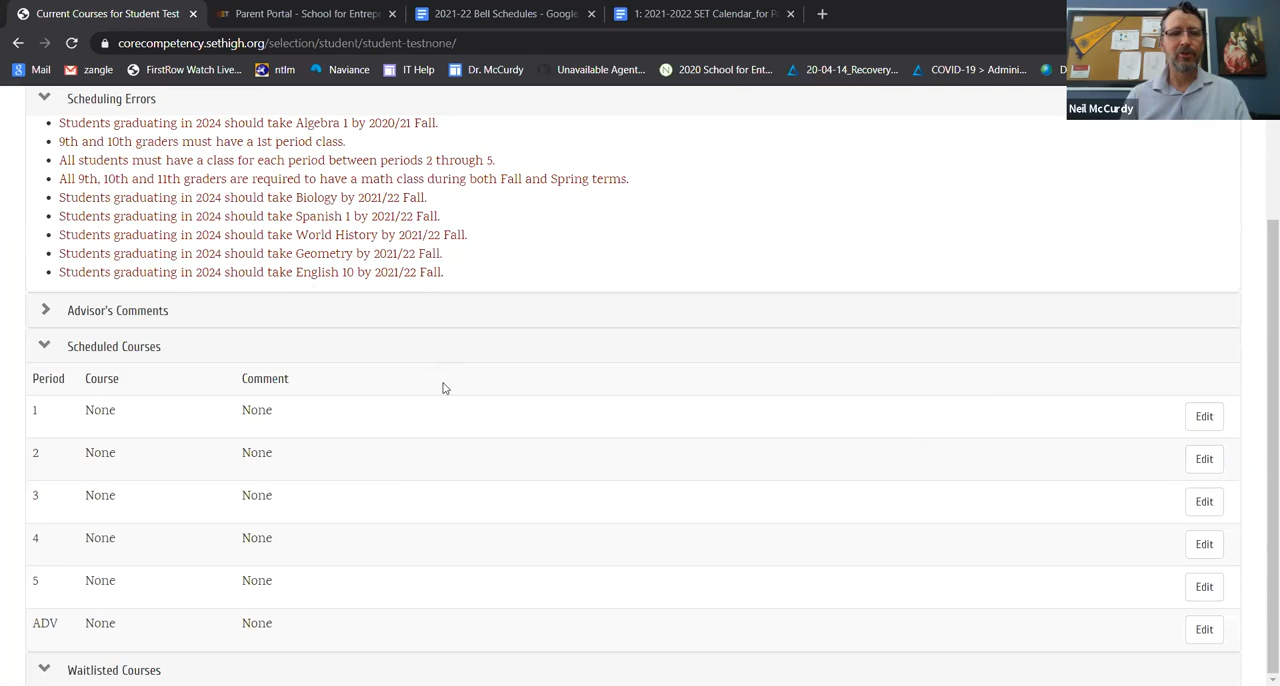 Current Courses for Student Test
Parent Portal - School for Entrep
2021-22 Bell Schedules - Google
1: 2021-2022 SET Calendar_for P
corecompetency.sethigh.org/selection/student/student-testnone/
Mail
zangle
FirstRow Watch Live...
ntlm
Naviance
IT Help
Dr. McCurdy
Unavailable Agent...
2020 School for Ent...
20-04-14_Recovery...
COVID-19 > Admini...
Neil McCurdy
Scheduling Errors
Students graduating in 2024 should take Algebra 1 by 2020/21 Fall.
9th and 10th graders must have a 1st period class.
All students must have a class for each period between periods 2 through 5.
All 9th, 10th and 11th graders are required to have a math class during both Fall and Spring terms.
Students graduating in 2024 should take Biology by 2021/22 Fall.
Students graduating in 2024 should take Spanish 1 by 2021/22 Fall.
Students graduating in 2024 should take World History by 2021/22 Fall.
Students graduating in 2024 should take Geometry by 2021/22 Fall.
Students graduating in 2024 should take English 10 by 2021/22 Fall.
Advisor's Comments
Scheduled Courses
Period Course Comment
1 None None Edit
2 None None Edit
3 None None Edit
4 None None Edit
5 None None Edit
ADV None None Edit
Waitlisted Courses